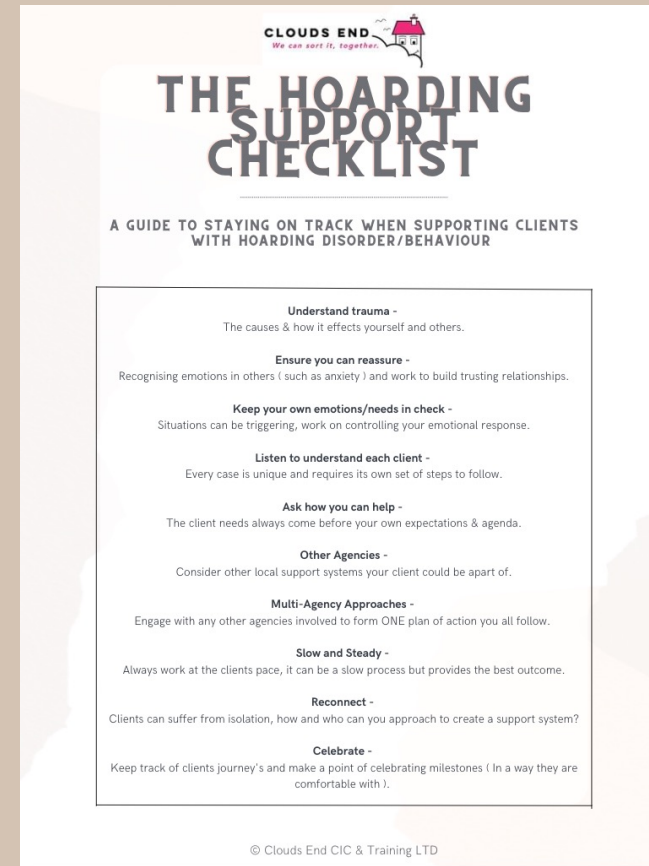 CLOUDS END
We can sort it, together.
THE HOARDING
SUPPORT
CHECKLIST
A GUIDE TO STAYING ON TRACK WHEN SUPPORTING CLIENTS
WITH HOARDING DISORDER/BEHAVIOUR
Understand trauma -
The causes & how it effects yourself and others.
Ensure you can reassure -
Recognising emotions in others ( such as anxiety ) and work to build trusting relationships.
Keep your own emotions/needs in check -
Situations can be triggering, work on controlling your emotional response.
Listen to understand each client -
Every case is unique and requires its own set of steps to follow.
Ask how you can help -
The client needs always come before your own expectations & agenda.
Other Agencies -
Consider other local support systems your client could be apart of.
Multi-Agency Approaches -
Engage with any other agencies involved to form ONE plan of action you all follow.
Slow and Steady -
Always work at the clients pace, it can be a slow process but provides the best outcome.
Reconnect -
Clients can suffer from isolation, how and who can you approach to create a support system?
Celebrate -
Keep track of clients journey's and make a point of celebrating milestones ( In a way they are
comfortable with ).
© Clouds End CIC & Training LTD